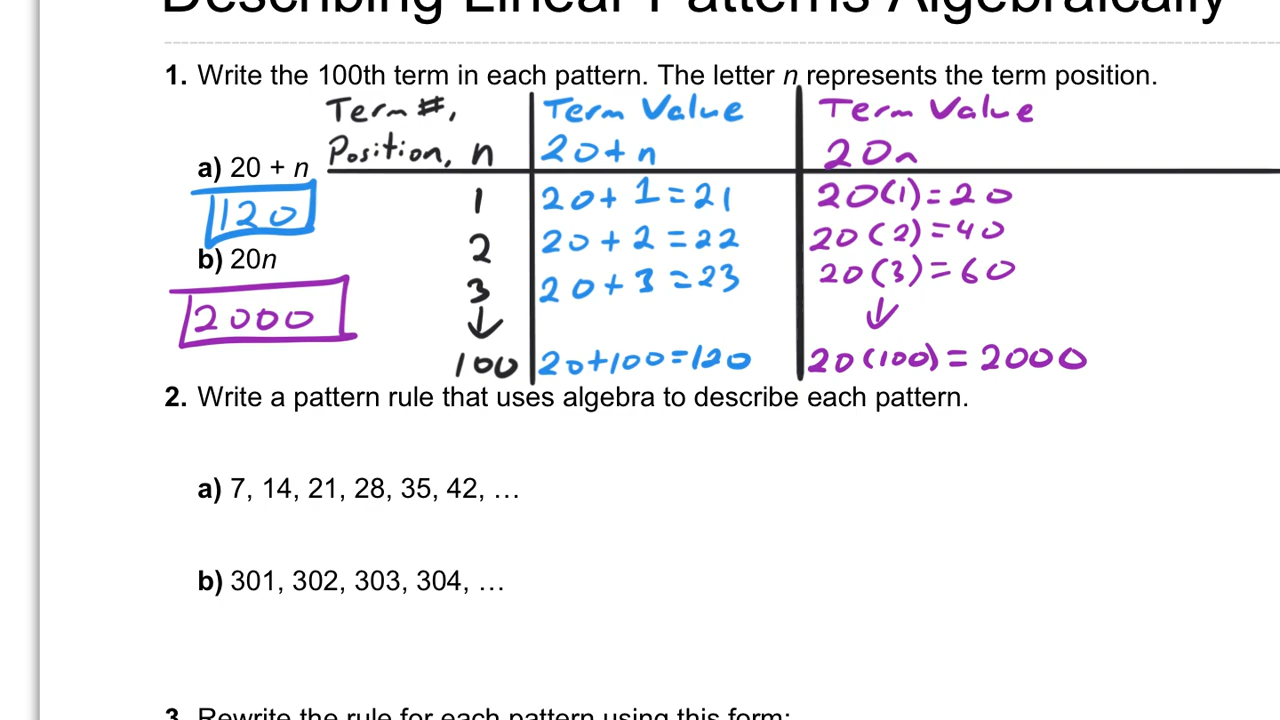 Describing Linear Patterns Algebraically
1. Write the 100th term in each pattern. The letter n represents the term position.
Term #, Term Value Term Value
Position, n 20+n 20n
a) 20 + n
1 20+1=21 20(1)=20
120
2 20+2=22 20(2)=40
b) 20n
3 20+3=23 20(3)=60
2000
100 20+100=120 20(100)=2000
2. Write a pattern rule that uses algebra to describe each pattern.
a) 7, 14, 21, 28, 35, 42, …
b) 301, 302, 303, 304, …
3. Rewrite the rule for each pattern using this form: